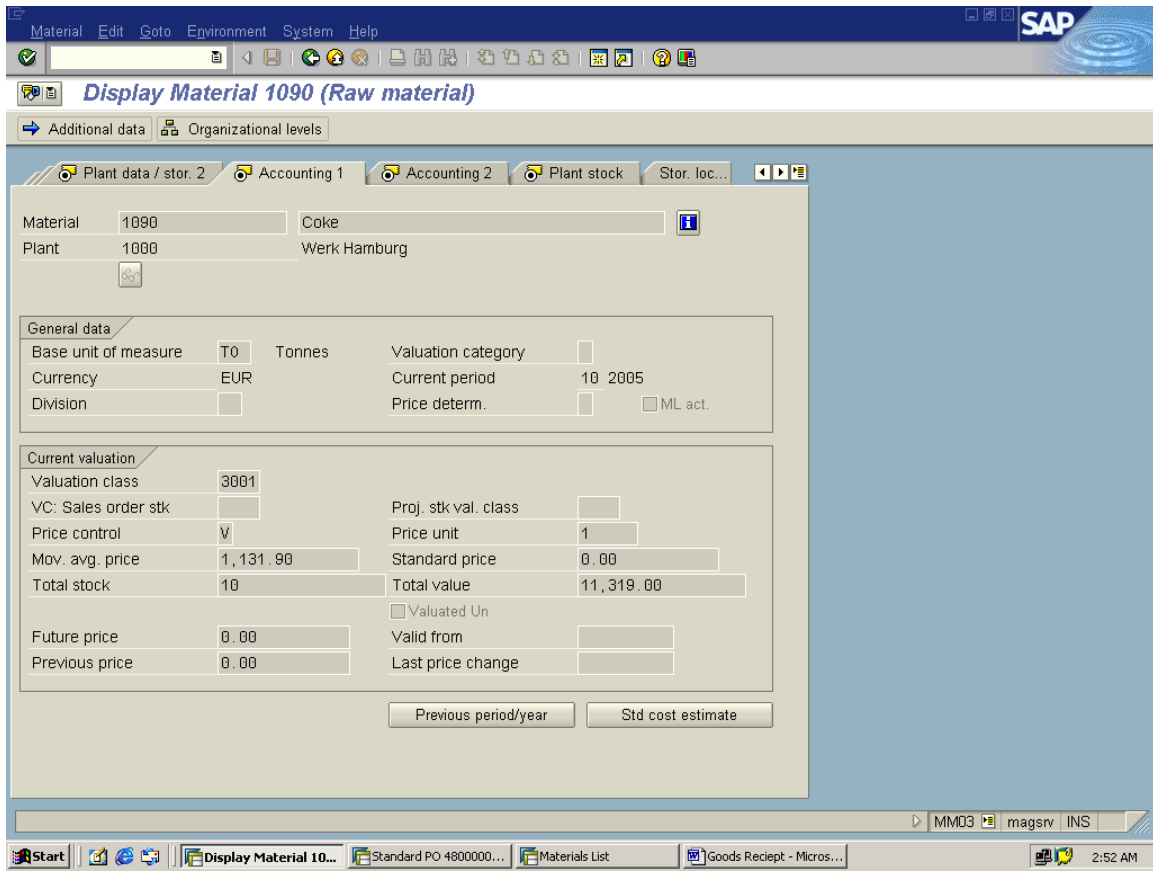 Material Edit Goto Environment System Help
SAP
Display Material 1090 (Raw material)
Additional data Organizational levels
Plant data / stor. 2 Accounting 1 Accounting 2 Plant stock Stor. loc...
Material 1090 Coke
Plant 1000 Werk Hamburg
General data
Base unit of measure TO Tonnes Valuation category
Currency EUR Current period 10 2005
Division Price determ. ML act.
Current valuation
Valuation class 3001
VC: Sales order stk Proj. stk val. class
Price control V Price unit 1
Mov. avg. price 1,131.90 Standard price 0.00
Total stock 10 Total value 11,319.00
Valuated Un
Future price 0.00 Valid from
Previous price 0.00 Last price change
Previous period/year Std cost estimate
MM03 magsrv INS
Start Display Material 10... Standard PO 4800000... Materials List Goods Reciept - Micros... 2:52 AM